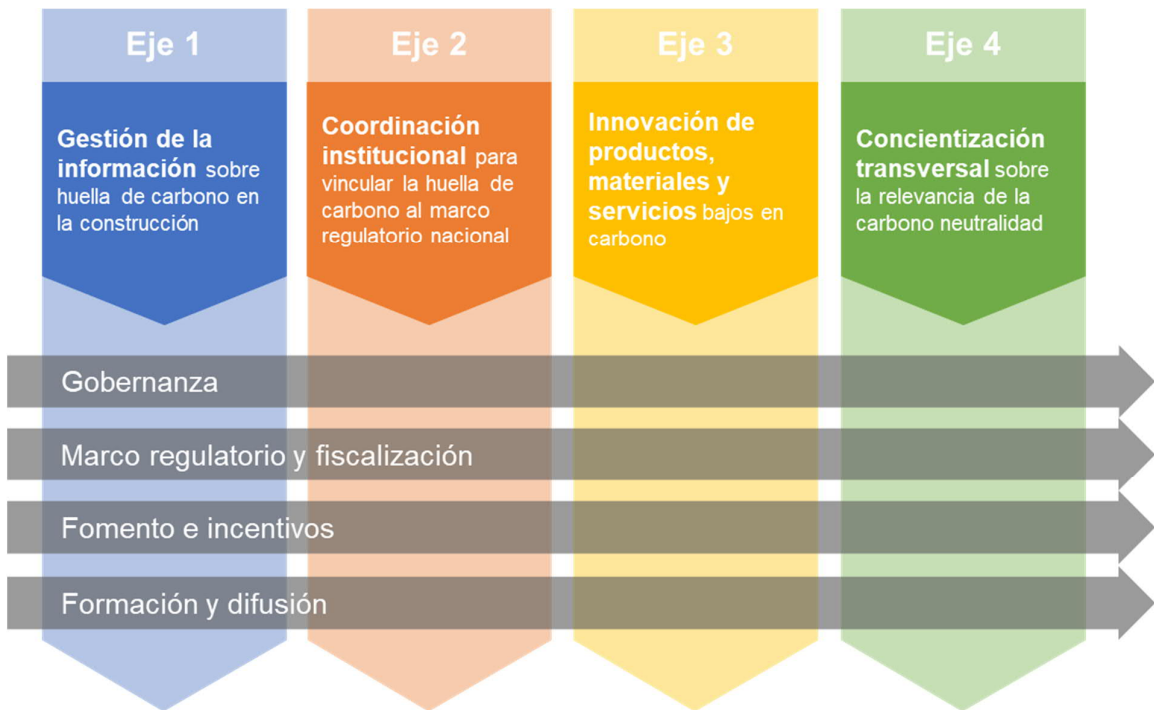 Eje 1
Eje 2
Eje 3
Eje 4
Gestión de la
información sobre
huella de carbono en
la construcción
Coordinación
institucional para
vincular la huella de
carbono al marco
regulatorio nacional
Innovación de
productos,
materiales y
servicios bajos en
carbono
Concientización
transversal sobre
la relevancia de la
carbono neutralidad
Gobernanza
Marco regulatorio y fiscalización
Fomento e incentivos
Formación y difusión